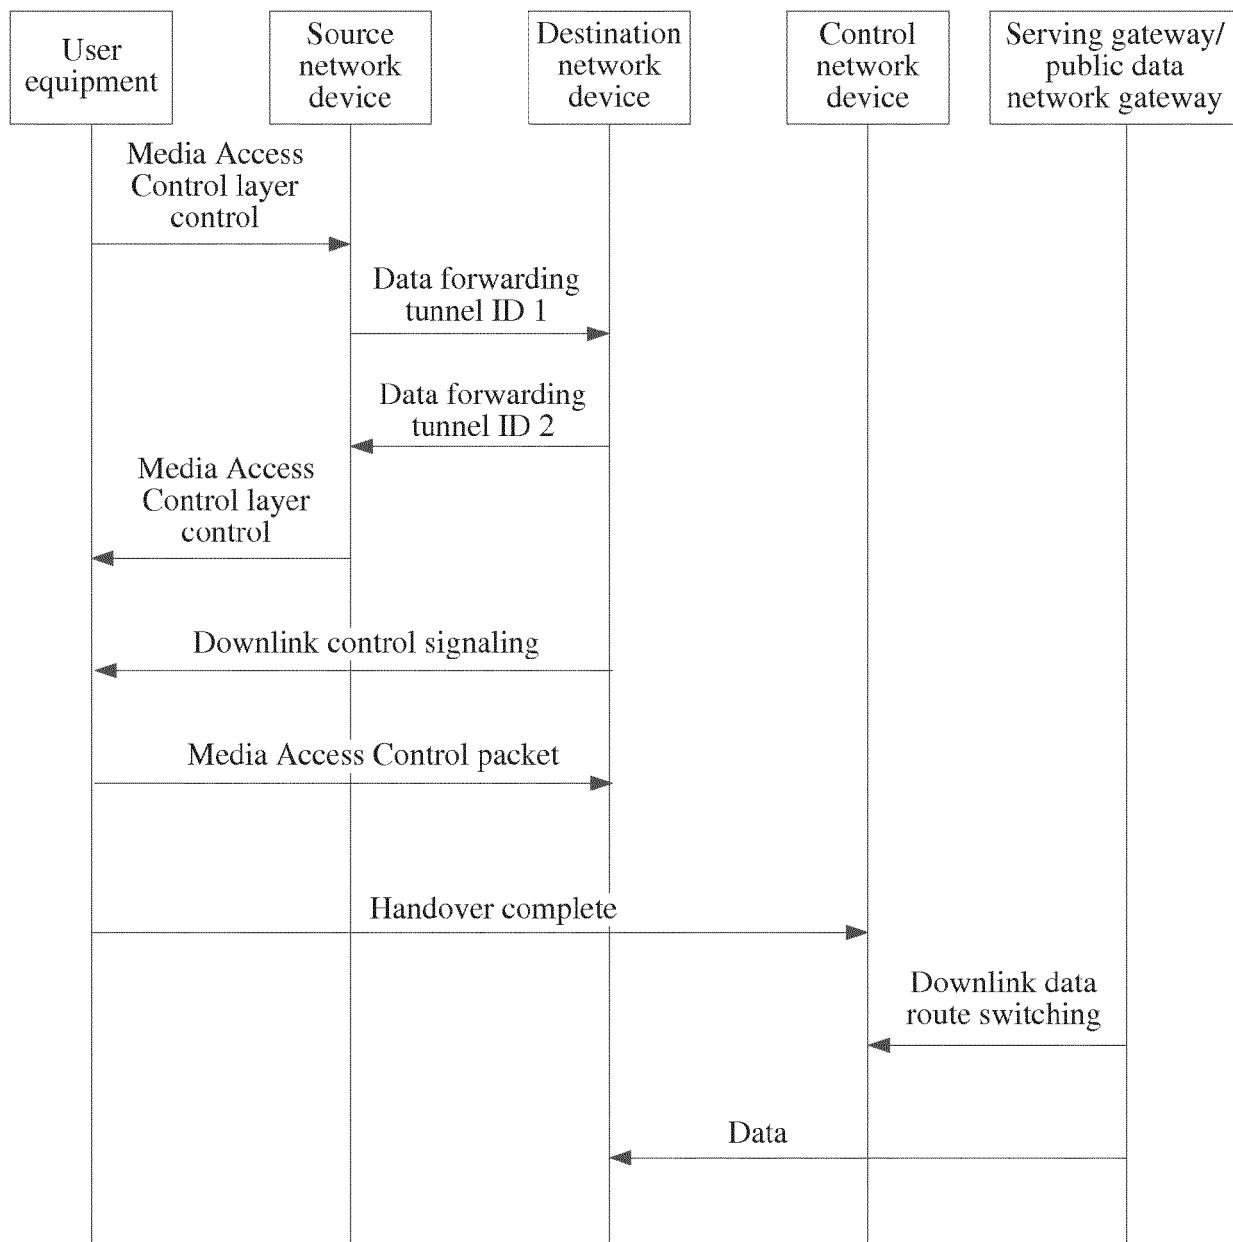 User
equipment
Source
network
device
Destination
network
device
Control
network
device
Serving gateway/
public data
network gateway
Media Access
Control layer
control
Data forwarding
tunnel ID 1
Data forwarding
tunnel ID 2
Media Access
Control layer
control
Downlink control signaling
Media Access Control packet
Handover complete
Downlink data
route switching
Data